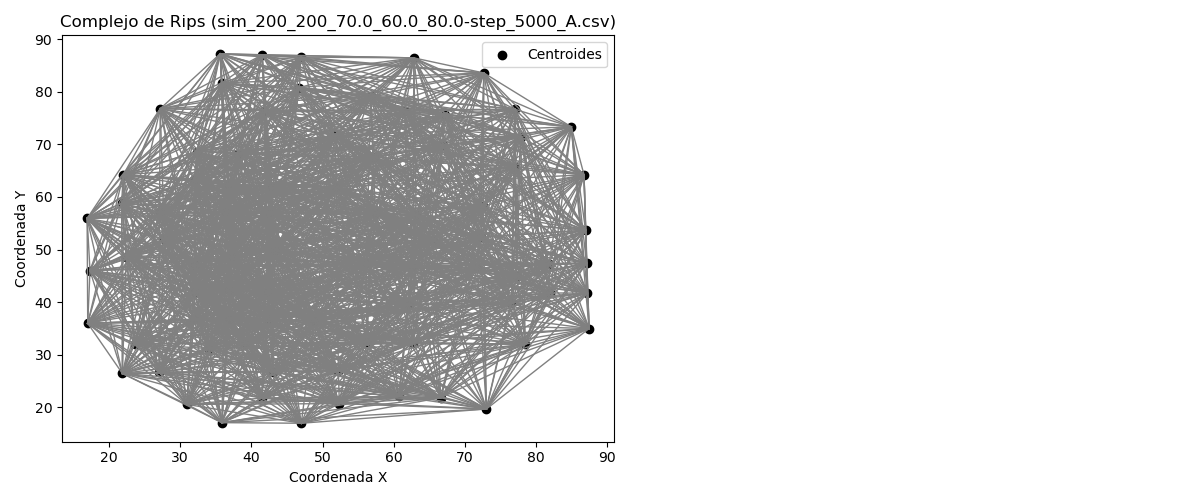 Complejo de Rips (sim_200_200_70.0_60.0_80.0-step_5000_A.csv)
Centroides
90
80
70
60
50
40
30
20
Coordenada Y
20 30 40 50 60 70 80 90
Coordenada X